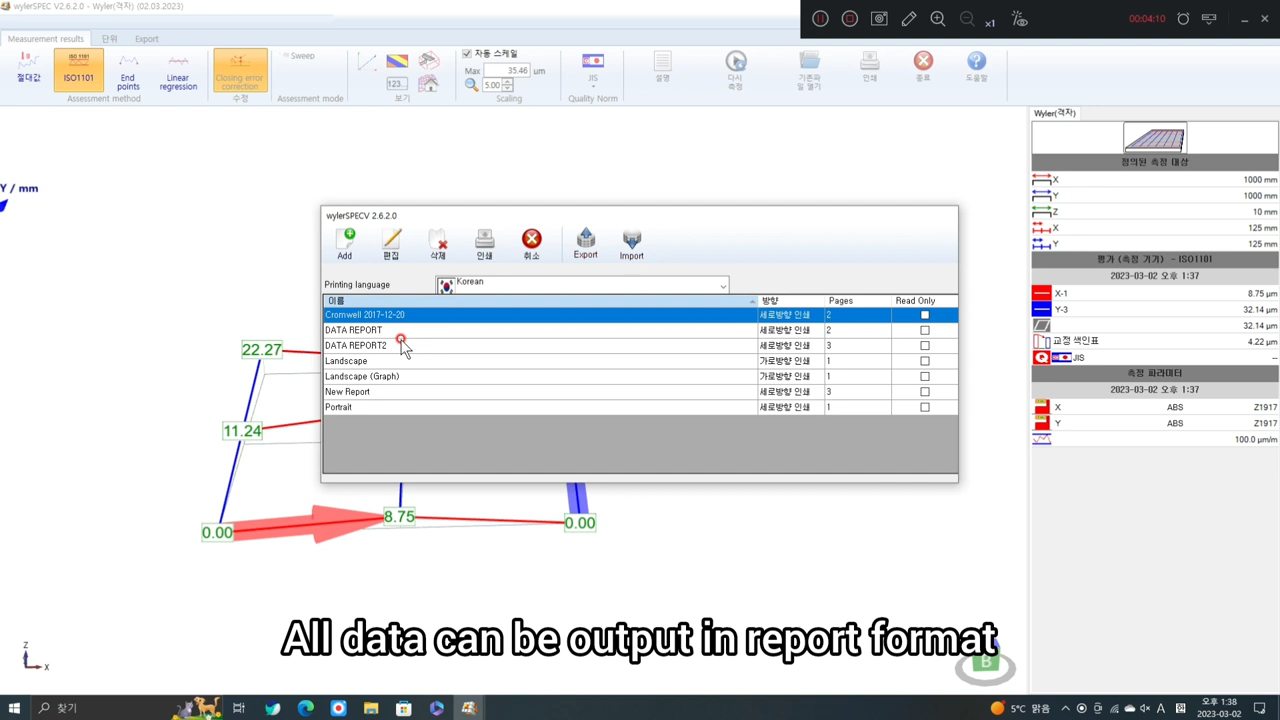 wylerSPEC V2.6.2.0 - Wyler(격자) (02.03.2023)
x1
00:04:10
Measurement results 단위 Export
절대값
ISO 1101
ISO1101
End points
Linear regression
Assessment method
Closing error correction
수정
Sweep
Assessment mode
123...
보기
자동 스케일
Max 35.46 um
5.00
Scaling
JIS
Quality Norm
설명
다시 측정
기존파일 열기
인쇄
종료
도움말
Y / mm
22.27
11.24
0.00
8.75
0.00
Z
X
B
wylerSPECV 2.6.2.0
Add 편집 삭제 인쇄 취소 Export Import
Printing language Korean
이름 방향 Pages Read Only
Cromwell 2017-12-20 세로방향 인쇄 2
DATA REPORT 세로방향 인쇄 2
DATA REPORT2 세로방향 인쇄 3
Landscape 가로방향 인쇄 1
Landscape (Graph) 가로방향 인쇄 1
New Report 세로방향 인쇄 3
Portrait 세로방향 인쇄 1
Wyler(격자)
정의된 측정 대상
X 1000 mm
Y 1000 mm
Z 10 mm
X 125 mm
Y 125 mm
평가 (측정 기기) - ISO1101
2023-03-02 오후 1:37
X-1 8.75 µm
Y-3 32.14 µm
32.14 µm
교정 색인표 4.22 µm
Q JIS --
측정 파라미터
2023-03-02 오후 1:37
X ABS Z1917
Y ABS Z1917
100.0 µm/m
All data can be output in report format
찾기
5°C 맑음
A
오후 1:38
2023-03-02